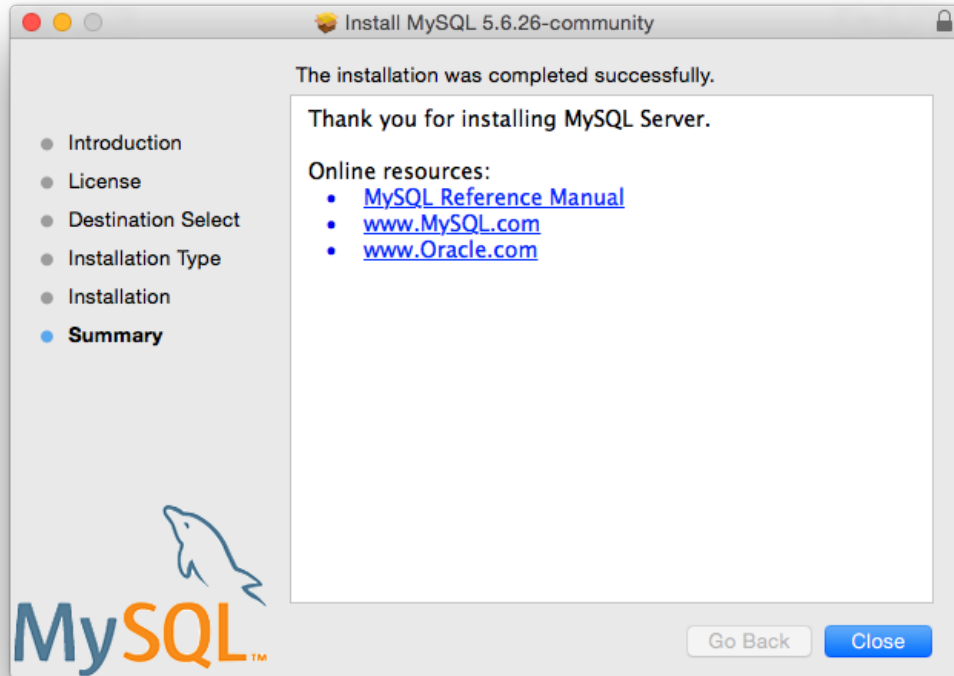 Install MySQL 5.6.26-community
The installation was completed successfully.
Introduction
License
Destination Select
Installation Type
Installation
Summary
Thank you for installing MySQL Server.
Online resources:
• MySQL Reference Manual
• www.MySQL.com
• www.Oracle.com
MySQL™
Go Back
Close